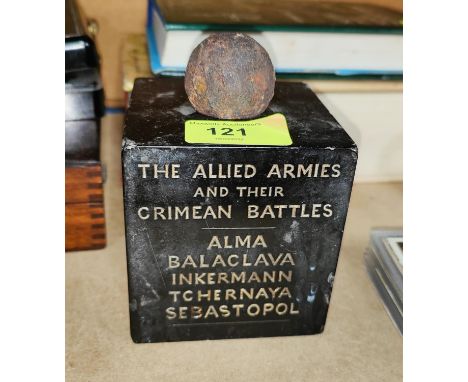 121
THE ALLIED ARMIES
AND THEIR
CRIMEAN BATTLES
ALMA
BALACLAVA
INKERMANN
TCHERNAYA
SEBASTOPOL